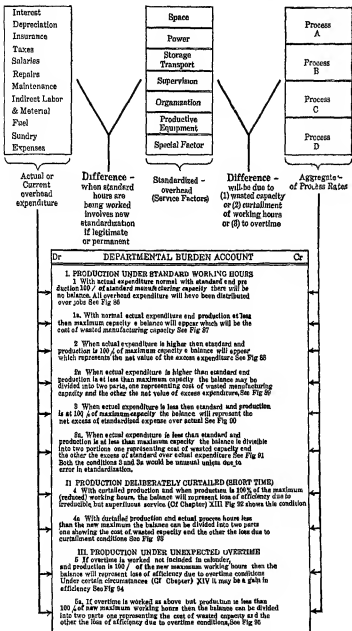 Interest
Depreciation
Insurance
Taxes
Salaries
Repairs
Maintenance
Indirect Labor
& Meterial
Fuel
Sundry
Expenses
Space
Power
Storage
Transport
Supervision
Organization
Productive
Equipment
Special Factor
Process
A
Process
B
Process
C
Process
D
Actual or
Current
overhead
expenditure
Difference -
when standard
hours are
being worked
involves new
standardization
if legitimate
or permanent
Standardized -
overhead
(Service Factors)
Difference -
will be due to
(1) wasted capacity
or (2) curtailment
of working hours
or (3) to overtime
Aggregate -
of Process Rates
Dr DEPARTMENTAL BURDEN ACCOUNT Cr
I. PRODUCTION UNDER STANDARD WORKING HOURS
1 With actual expenditure normal with standard end pro
duction 100 / of standard manufacturing capacity there will be
no balance. All overhead expenditure will heve been distributed
over jobs See Fig 86
1a. With normal actual expenditure end production at less
than maximum capacity e balance will appear which will be the
cost of wasted manufacturing capacity See Fig 87
2 When actual expenditure is higher than standard end
production is 100 / of maximum capacity e balance will appear
which represents the net value of the excess expenditure See Fig 88
2a When actual expenditure is higher than standard end
production is at less than maximum capacity the balance may be
divided into two parts, one representing cost of wasted manufacturing
capacity end the other the net value of excess expenditure, See Fig 89
3 When actual expenditure is less then standard end production
is at 100 / of maximum capacity the balance will represent the
net excess of standardized expense over actual See Fig 90
3a, When ectual expenditure is less than standard and
production is at less than maximum capacity the balance is divisible
into two portions one representing cost of wasted capacity end
the other the excess of standard over actual expenditure See Fig 91
Both the conditions 3 and 3a would be unusual unless due to
error in standardization,
II PRODUCTION DELIBERATELY CURTAILED (SHORT TIME)
4 With curtailed production and when production is 100% of the maximum
(reduced) working hours, the balance will represent loss of efficiency due to
irreducible, but superfluous service (Cf Chapter) XIII Fig 92 shows this condition
4a With curtailed production and actual process hours less
than the new maximum the balance can be divided into two parts
one showing the cost of wasted capacity end the other the loss due to
curtailment conditions See Fig 93
III. PRODUCTION UNDER UNEXPECTED OVERTIME
5 If overtime is worked not included in calendar,
and production is 100 / of the new maximum working hours then the
balance will represent loss of efficiency due to overtime conditions
Under certain circumstances (Cf Chepter) XIV it may be a gain in
efficiency See Fig 94
5a, If overtime is worked as above but production is less than
100 / of new maximum working hours then the balance can be divided
into two parts one representing the cost of wasted capacity end the
other the loss of efficiency due to overtime conditions, See Fig 95